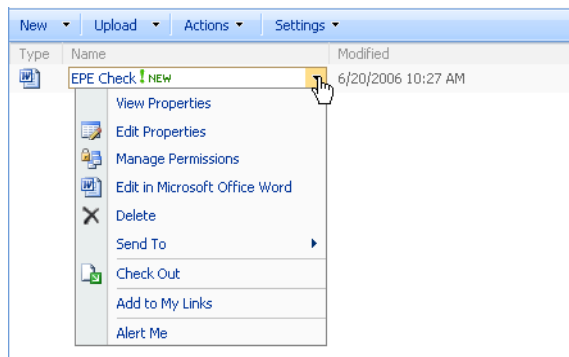 New Upload Actions Settings
Type Name Modified
EPE Check ! NEW 6/20/2006 10:27 AM
View Properties
Edit Properties
Manage Permissions
Edit in Microsoft Office Word
Delete
Send To
Check Out
Add to My Links
Alert Me